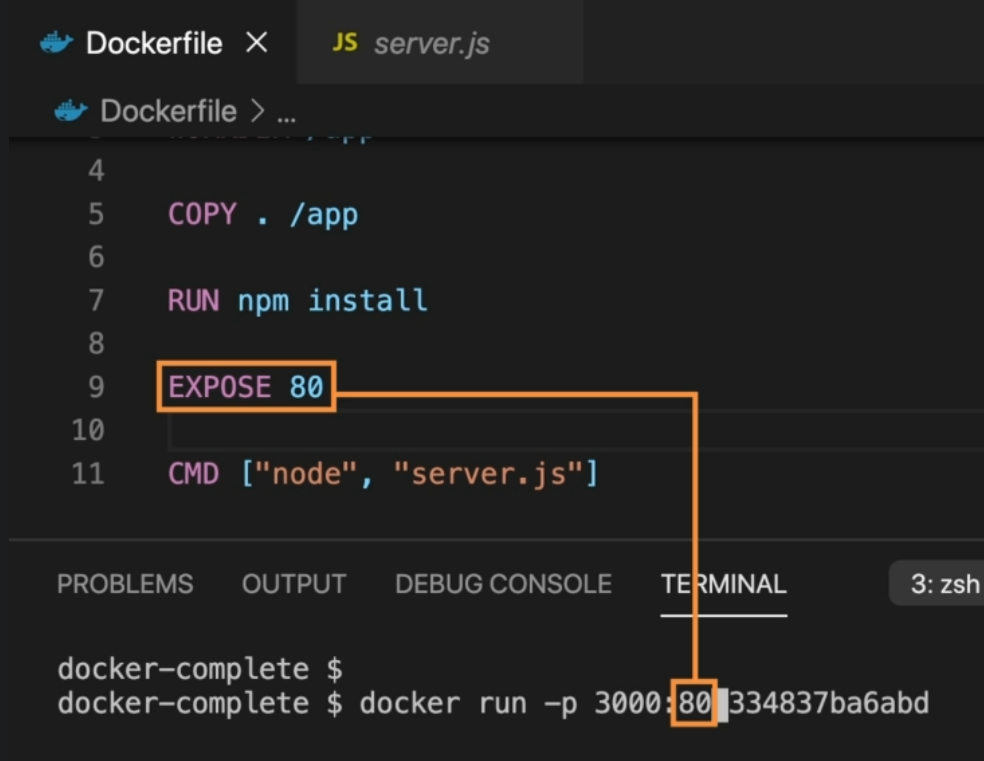 Dockerfile × JS server.js
Dockerfile > ...
4
5 COPY . /app
6
7 RUN npm install
8
9 EXPOSE 80
10
11 CMD ["node", "server.js"]
PROBLEMS OUTPUT DEBUG CONSOLE TERMINAL 3: zsh
docker-complete $
docker-complete $ docker run -p 3000:80 334837ba6abd